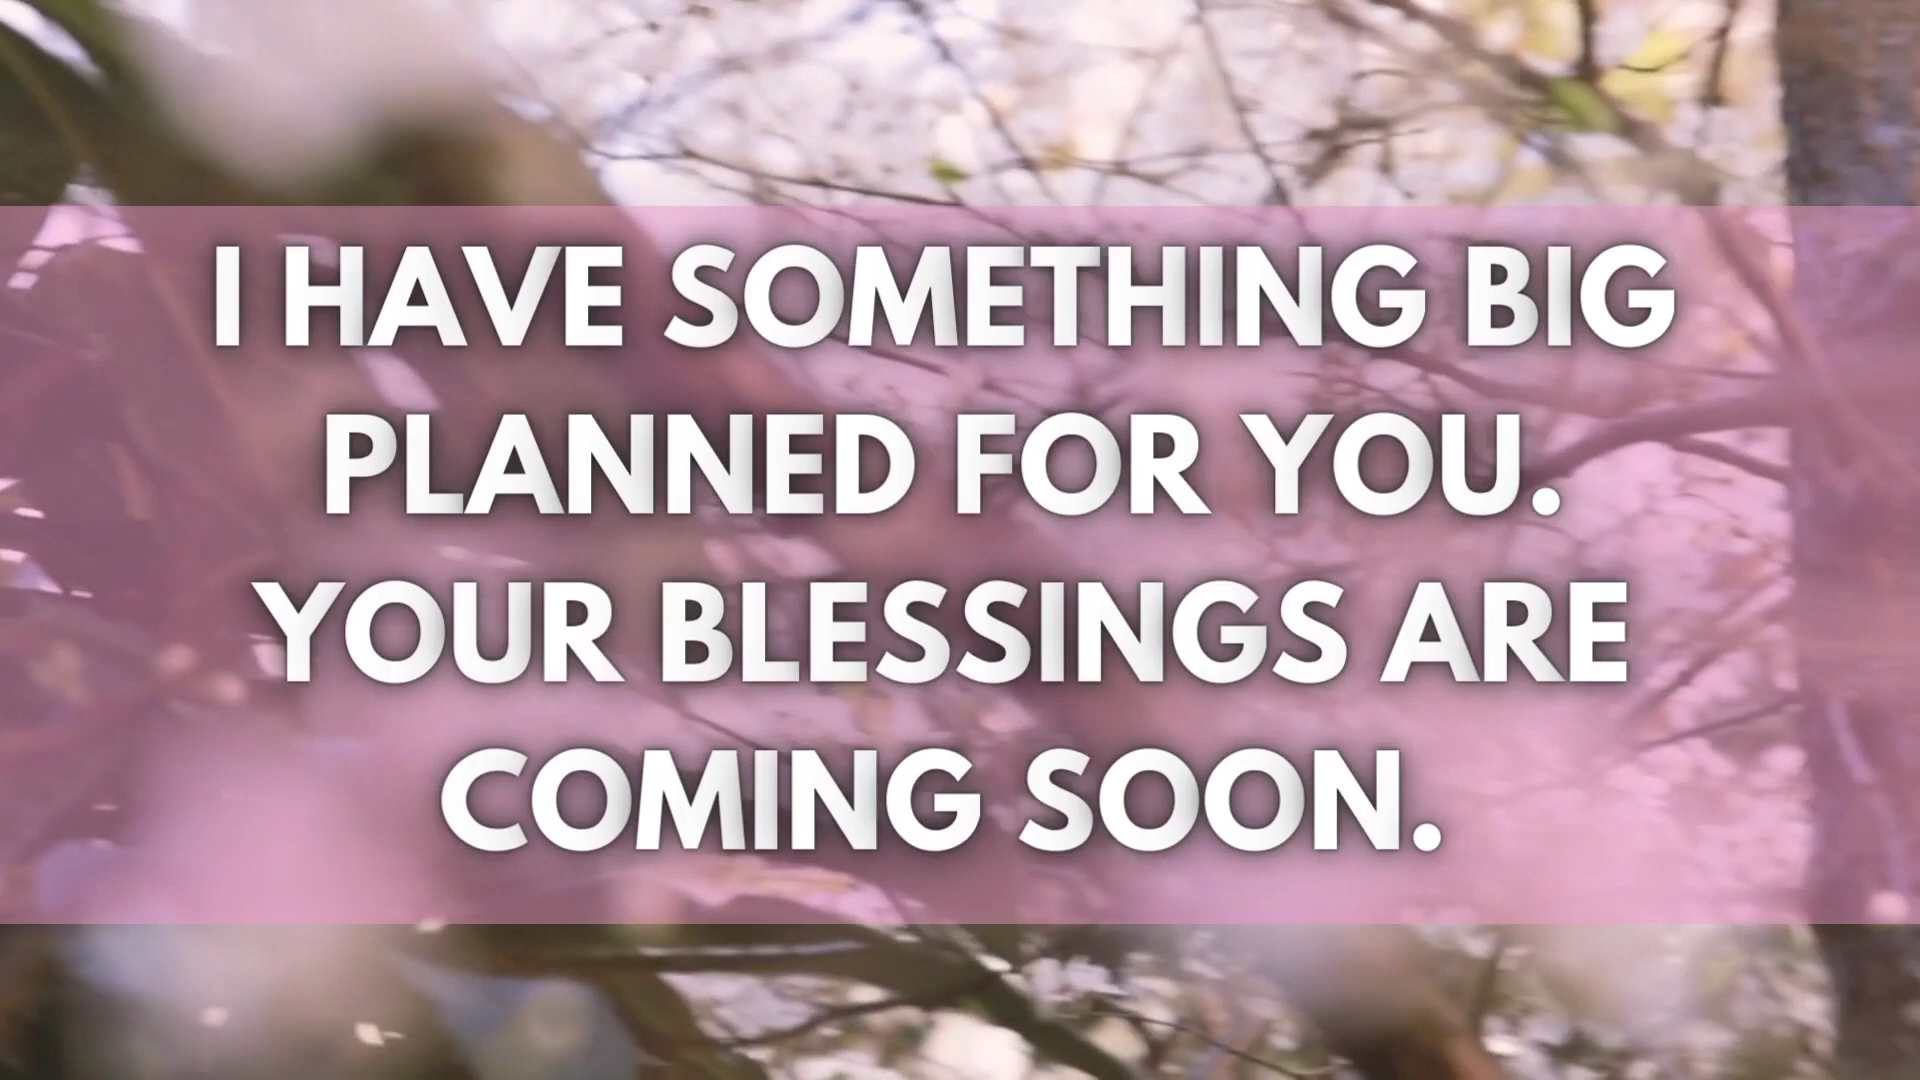 I HAVE SOMETHING BIG
PLANNED FOR YOU.
YOUR BLESSINGS ARE
COMING SOON.